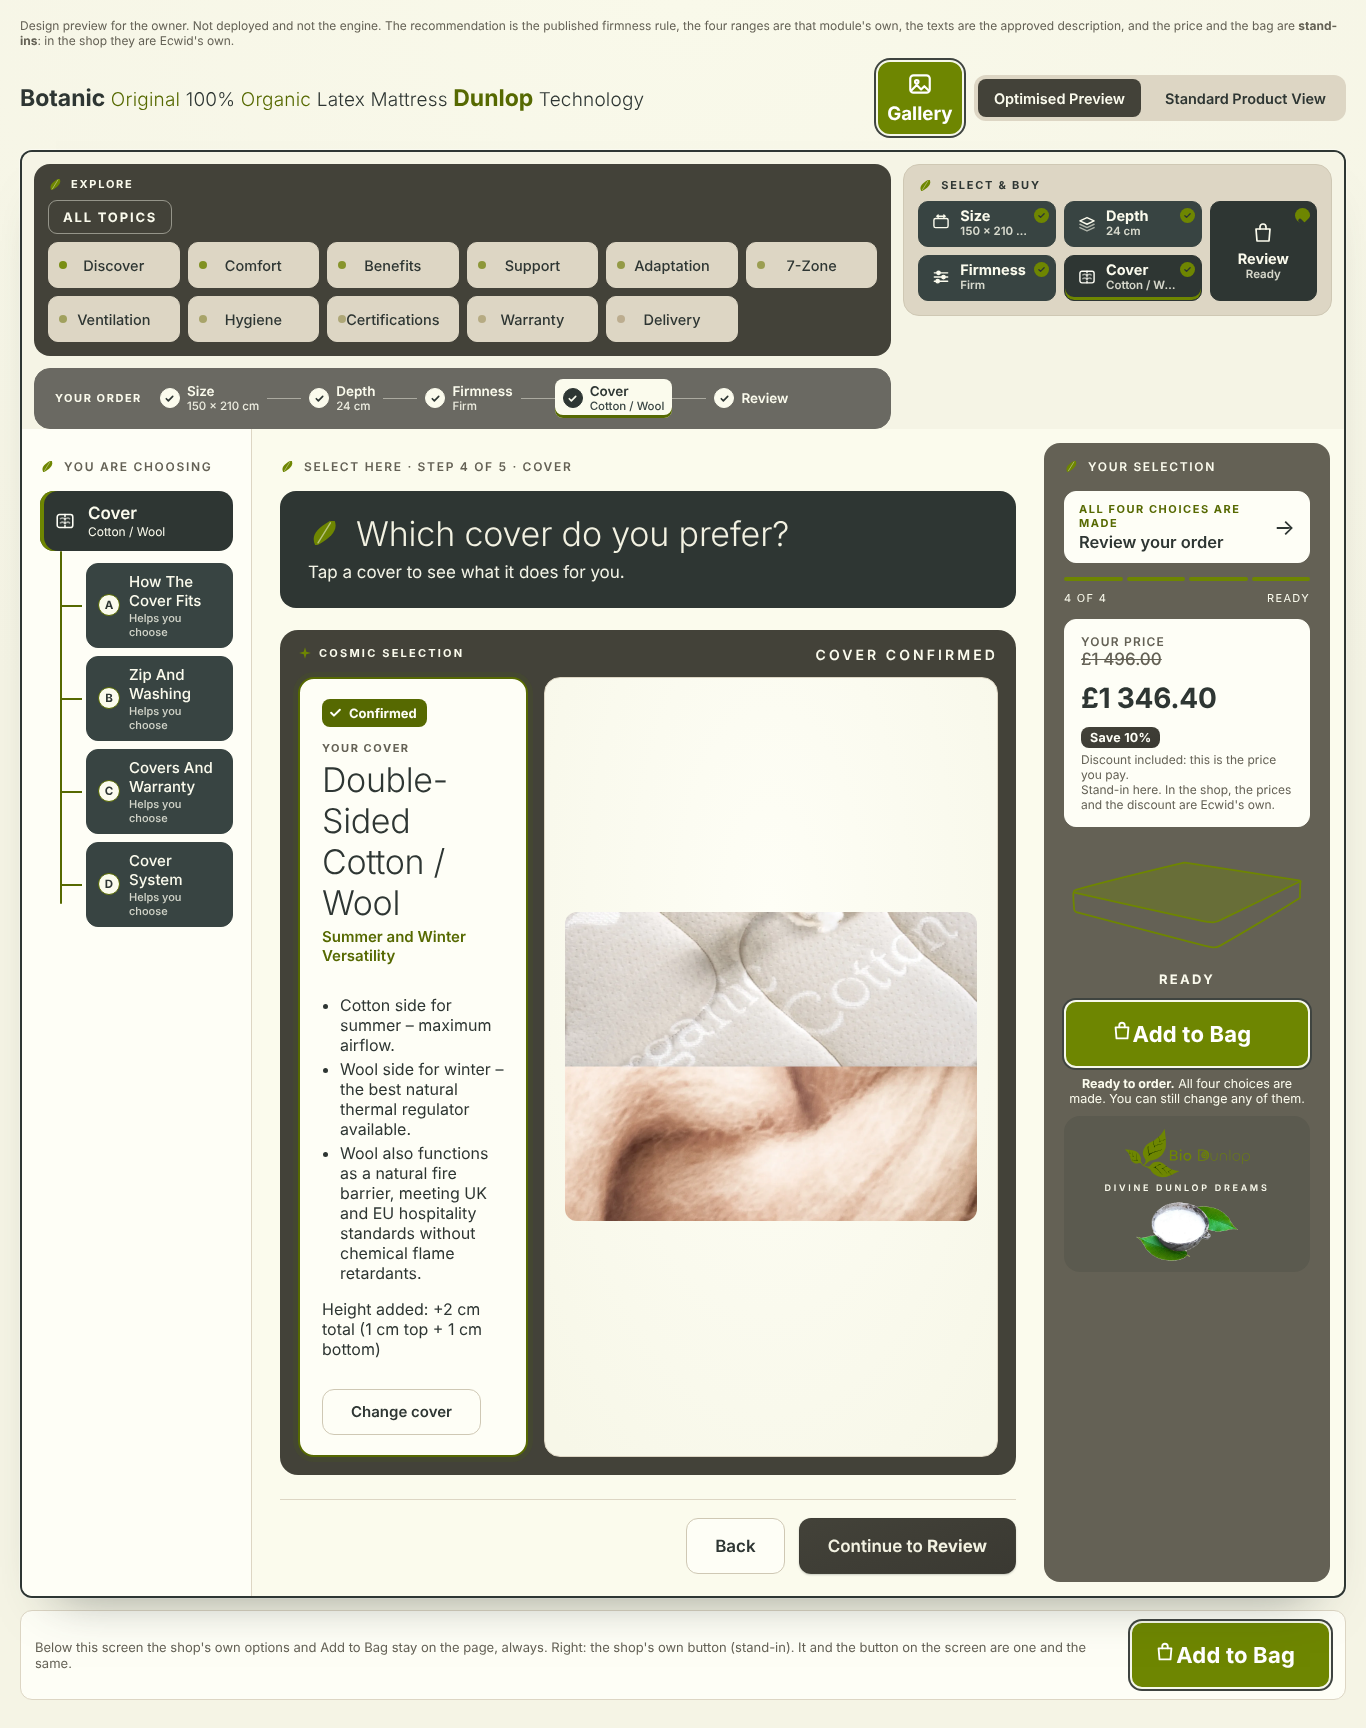 Design preview for the owner. Not deployed and not the engine. The recommendation is the published firmness rule, the four ranges are that module's own, the texts are the approved description, and the price and the bag are stand-
ins: in the shop they are Ecwid's own.
Botanic Original 100% Organic Latex Mattress Dunlop Technology
Gallery
Optimised Preview
Standard Product View
EXPLORE
ALL TOPICS
Discover
Comfort
Benefits
Support
Adaptation
7-Zone
Ventilation
Hygiene
Certifications
Warranty
Delivery
SELECT & BUY
Size
150 × 210 ...
Depth
24 cm
Firmness
Firm
Cover
Cotton / W...
Review
Ready
YOUR ORDER
Size
150 × 210 cm
Depth
24 cm
Firmness
Firm
Cover
Cotton / Wool
Review
YOU ARE CHOOSING
Cover
Cotton / Wool
A
How The
Cover Fits
Helps you
choose
B
Zip And
Washing
Helps you
choose
C
Covers And
Warranty
Helps you
choose
D
Cover
System
Helps you
choose
SELECT HERE · STEP 4 OF 5 · COVER
Which cover do you prefer?
Tap a cover to see what it does for you.
COSMIC SELECTION
COVER CONFIRMED
Confirmed
YOUR COVER
Double-
Sided
Cotton /
Wool
Summer and Winter
Versatility
• Cotton side for
summer – maximum
airflow.
• Wool side for winter –
the best natural
thermal regulator
available.
• Wool also functions
as a natural fire
barrier, meeting UK
and EU hospitality
standards without
chemical flame
retardants.
Height added: +2 cm
total (1 cm top + 1 cm
bottom)
Change cover
ganic Cotton
Back
Continue to Review
YOUR SELECTION
ALL FOUR CHOICES ARE
MADE
Review your order
4 OF 4
READY
YOUR PRICE
£1 496.00
£1 346.40
Save 10%
Discount included: this is the price
you pay.
Stand-in here. In the shop, the prices
and the discount are Ecwid's own.
READY
Add to Bag
Ready to order. All four choices are
made. You can still change any of them.
Bio Dunlop
DIVINE DUNLOP DREAMS
Below this screen the shop's own options and Add to Bag stay on the page, always. Right: the shop's own button (stand-in). It and the button on the screen are one and the
same.
Add to Bag